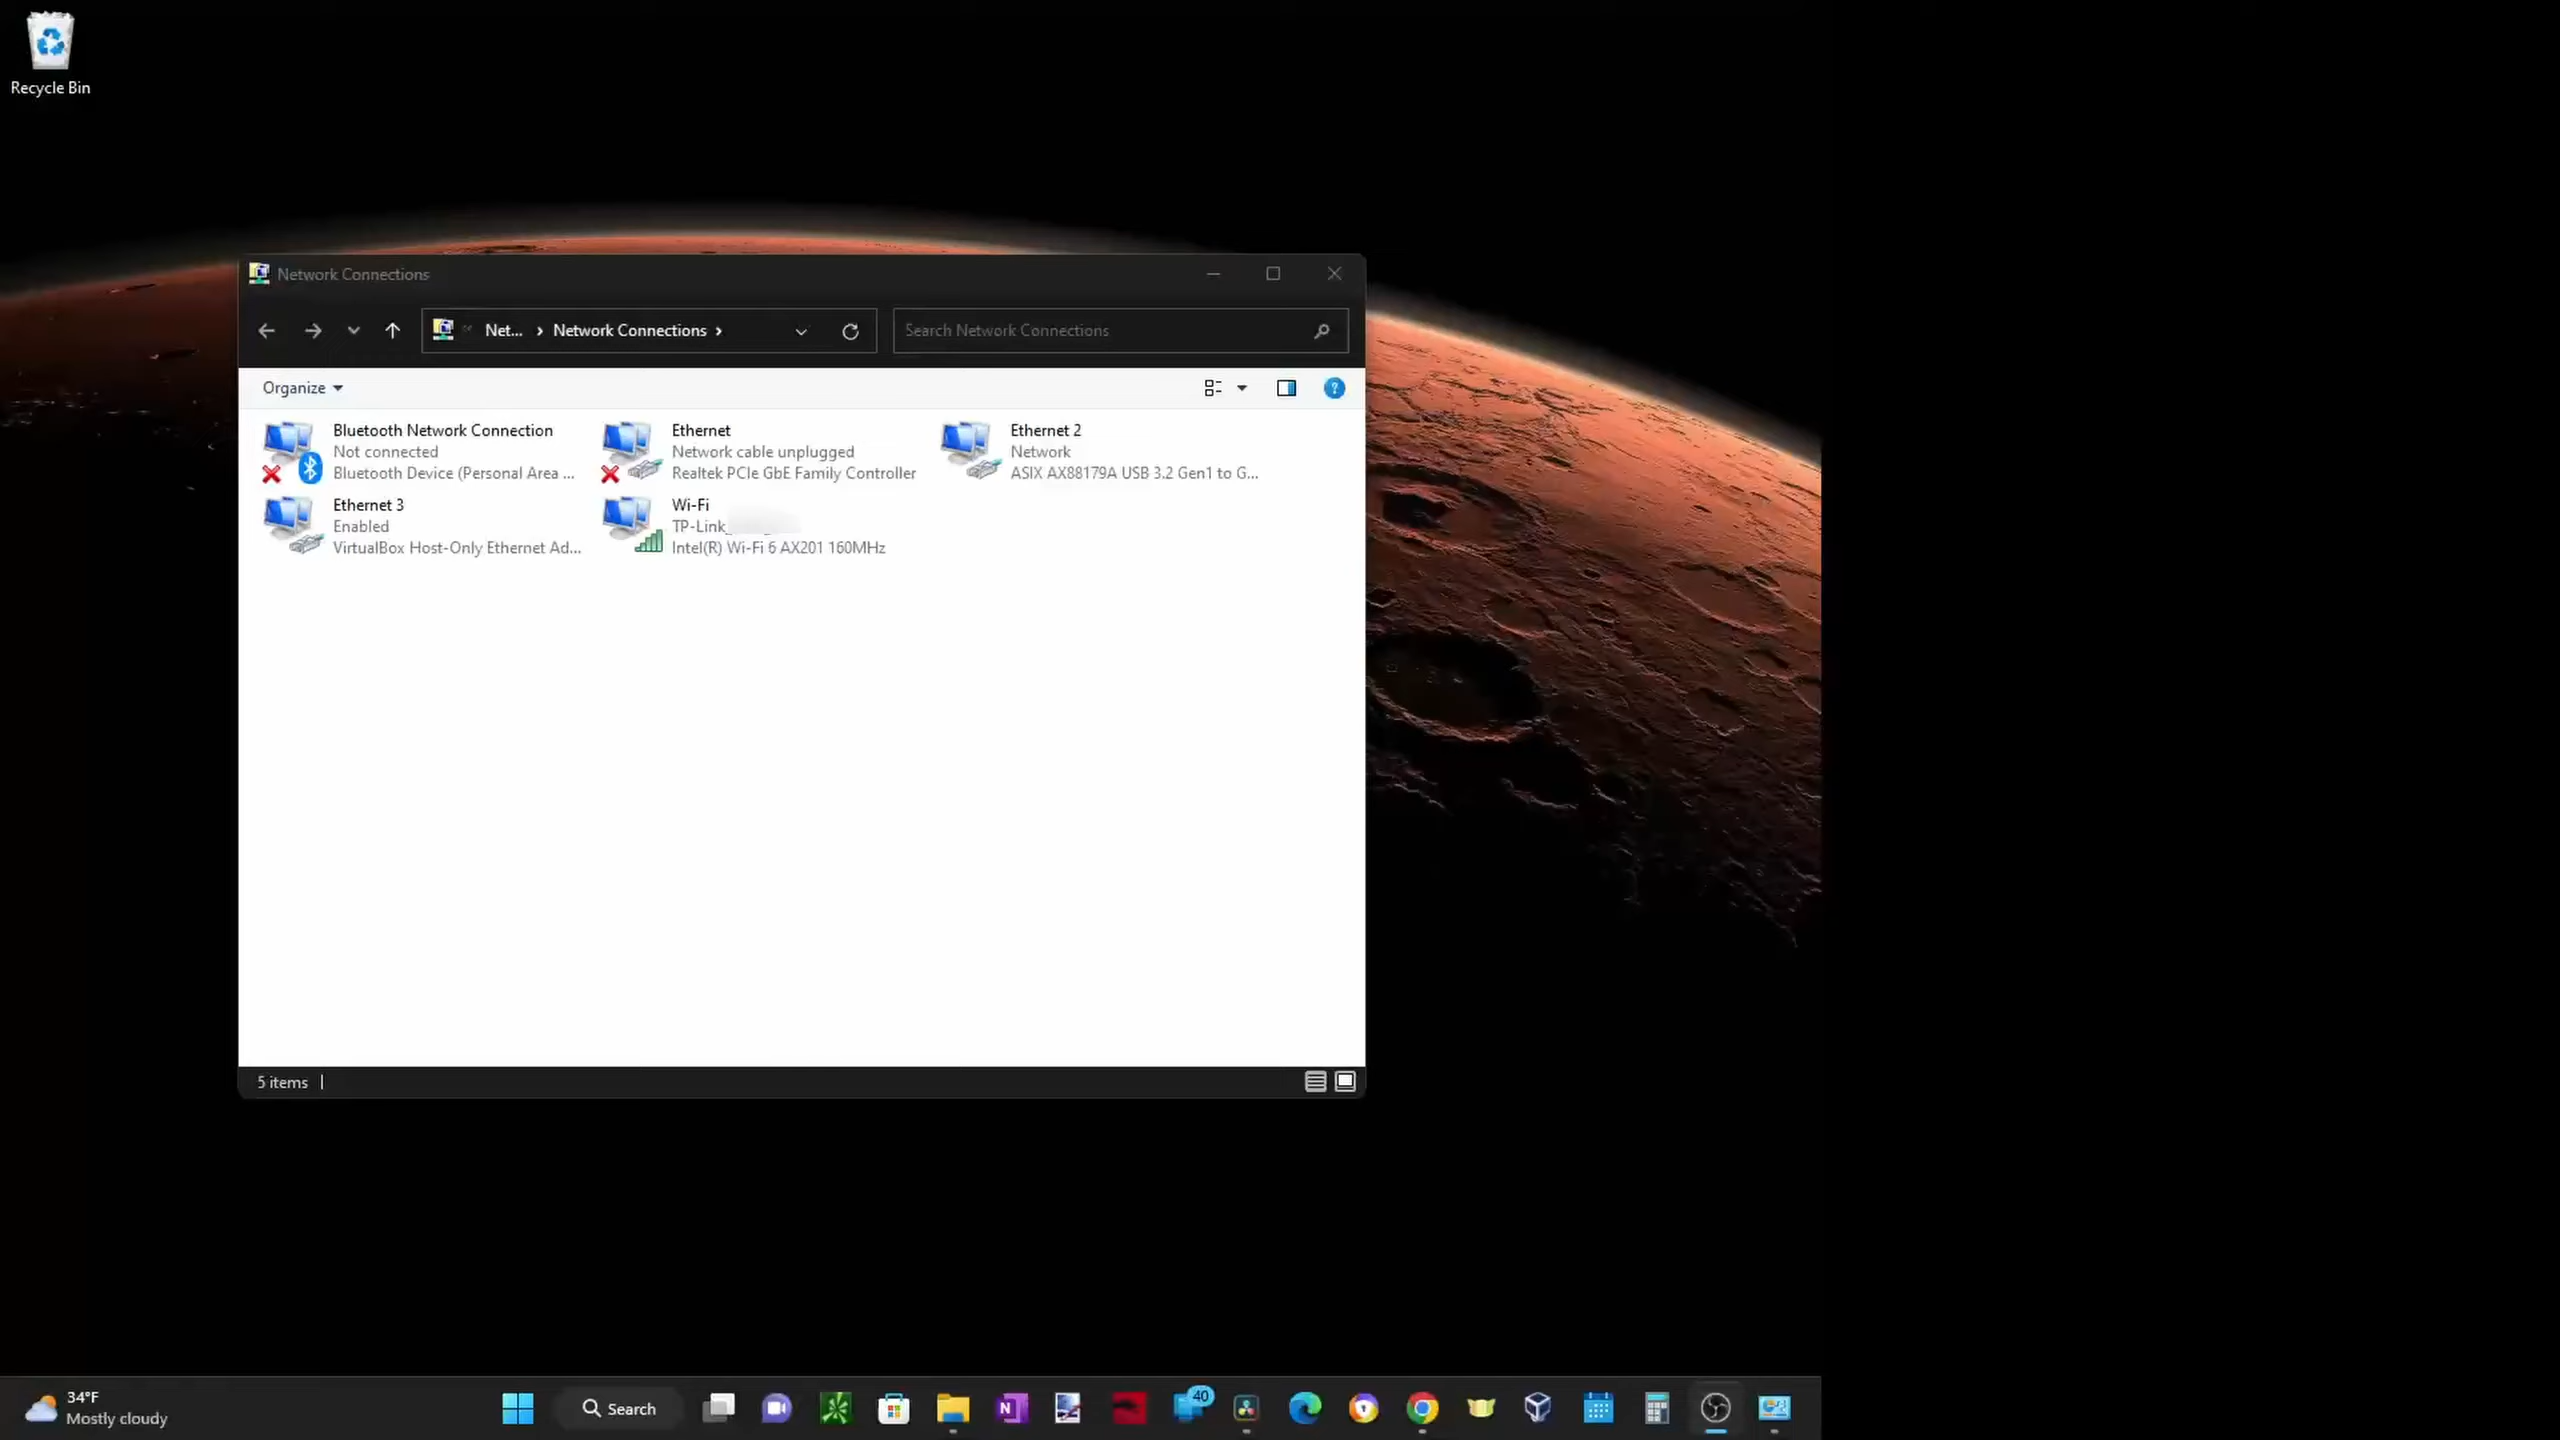 Recycle Bin
Network Connections
Net... › Network Connections ›
Search Network Connections
Organize
Bluetooth Network Connection
Not connected
Bluetooth Device (Personal Area ...
Ethernet
Network cable unplugged
Realtek PCIe GbE Family Controller
Ethernet 2
Network
ASIX AX88179A USB 3.2 Gen1 to G...
Ethernet 3
Enabled
VirtualBox Host-Only Ethernet Ad...
Wi-Fi
TP-Link_
Intel(R) Wi-Fi 6 AX201 160MHz
5 items
34°F
Mostly cloudy
Search
N
40